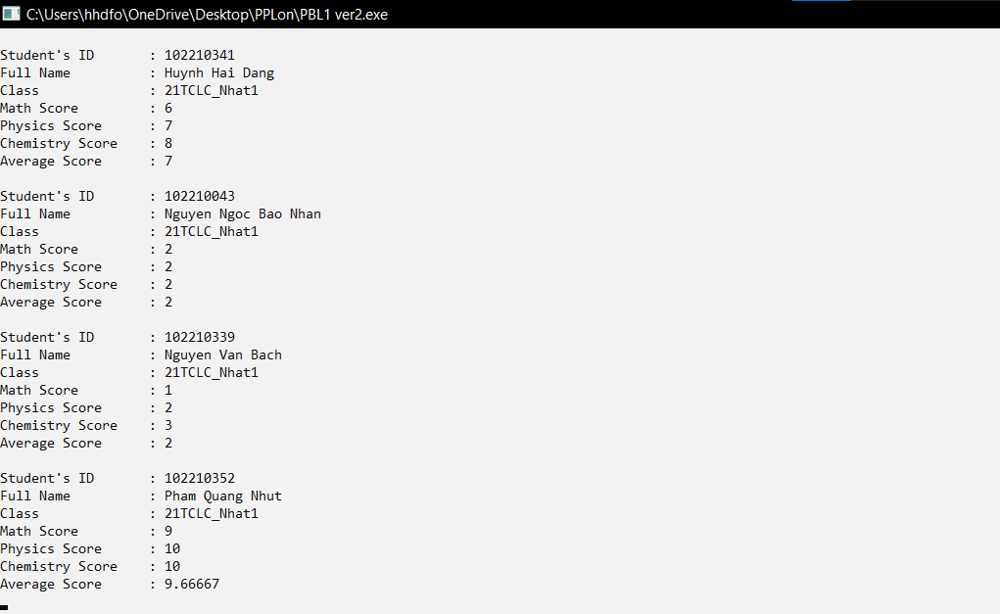 C:\Users\hhdfo\OneDrive\Desktop\PPLon\PBL1 ver2.exe
Student's ID : 102210341
Full Name : Huynh Hai Dang
Class : 21TCLC_Nhat1
Math Score : 6
Physics Score : 7
Chemistry Score : 8
Average Score : 7
Student's ID : 102210043
Full Name : Nguyen Ngoc Bao Nhan
Class : 21TCLC_Nhat1
Math Score : 2
Physics Score : 2
Chemistry Score : 2
Average Score : 2
Student's ID : 102210339
Full Name : Nguyen Van Bach
Class : 21TCLC_Nhat1
Math Score : 1
Physics Score : 2
Chemistry Score : 3
Average Score : 2
Student's ID : 102210352
Full Name : Pham Quang Nhut
Class : 21TCLC_Nhat1
Math Score : 9
Physics Score : 10
Chemistry Score : 10
Average Score : 9.66667